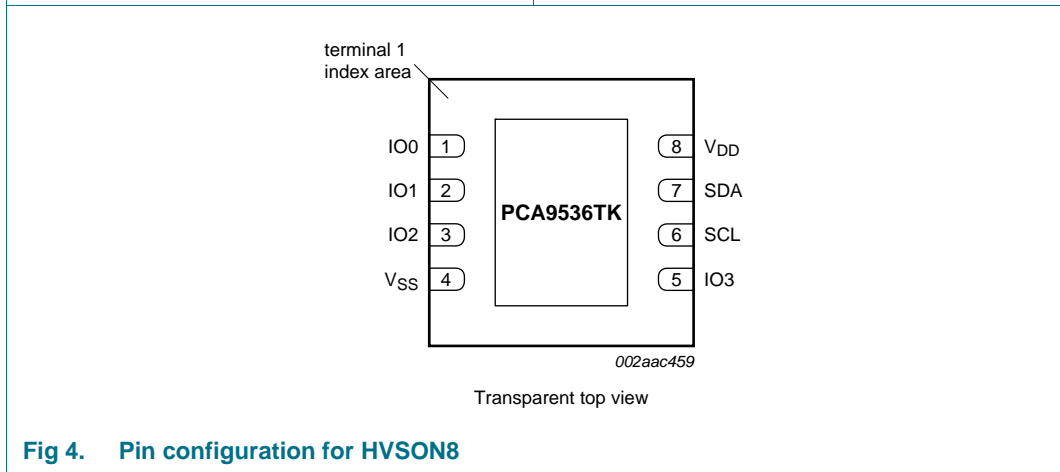 terminal 1
index area
IO0 1
IO1 2
IO2 3
VSS 4
PCA9536TK
8 VDD
7 SDA
6 SCL
5 IO3
002aac459
Transparent top view
Fig 4. Pin configuration for HVSON8